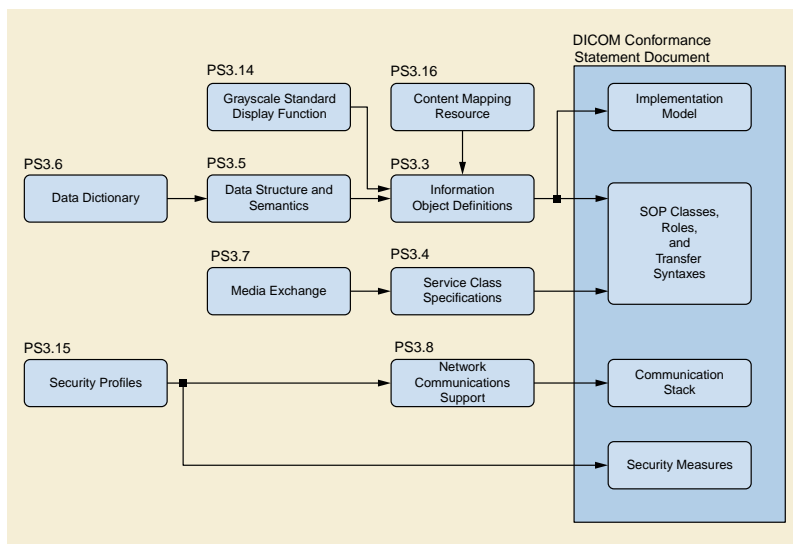 DICOM Conformance
Statement Document
PS3.14
Grayscale Standard
Display Function
PS3.16
Content Mapping
Resource
Implementation
Model
PS3.6
Data Dictionary
PS3.5
Data Structure and
Semantics
PS3.3
Information
Object Definitions
SOP Classes,
Roles,
and
Transfer
Syntaxes
PS3.7
Media Exchange
PS3.4
Service Class
Specifications
PS3.15
Security Profiles
PS3.8
Network
Communications
Support
Communication
Stack
Security Measures